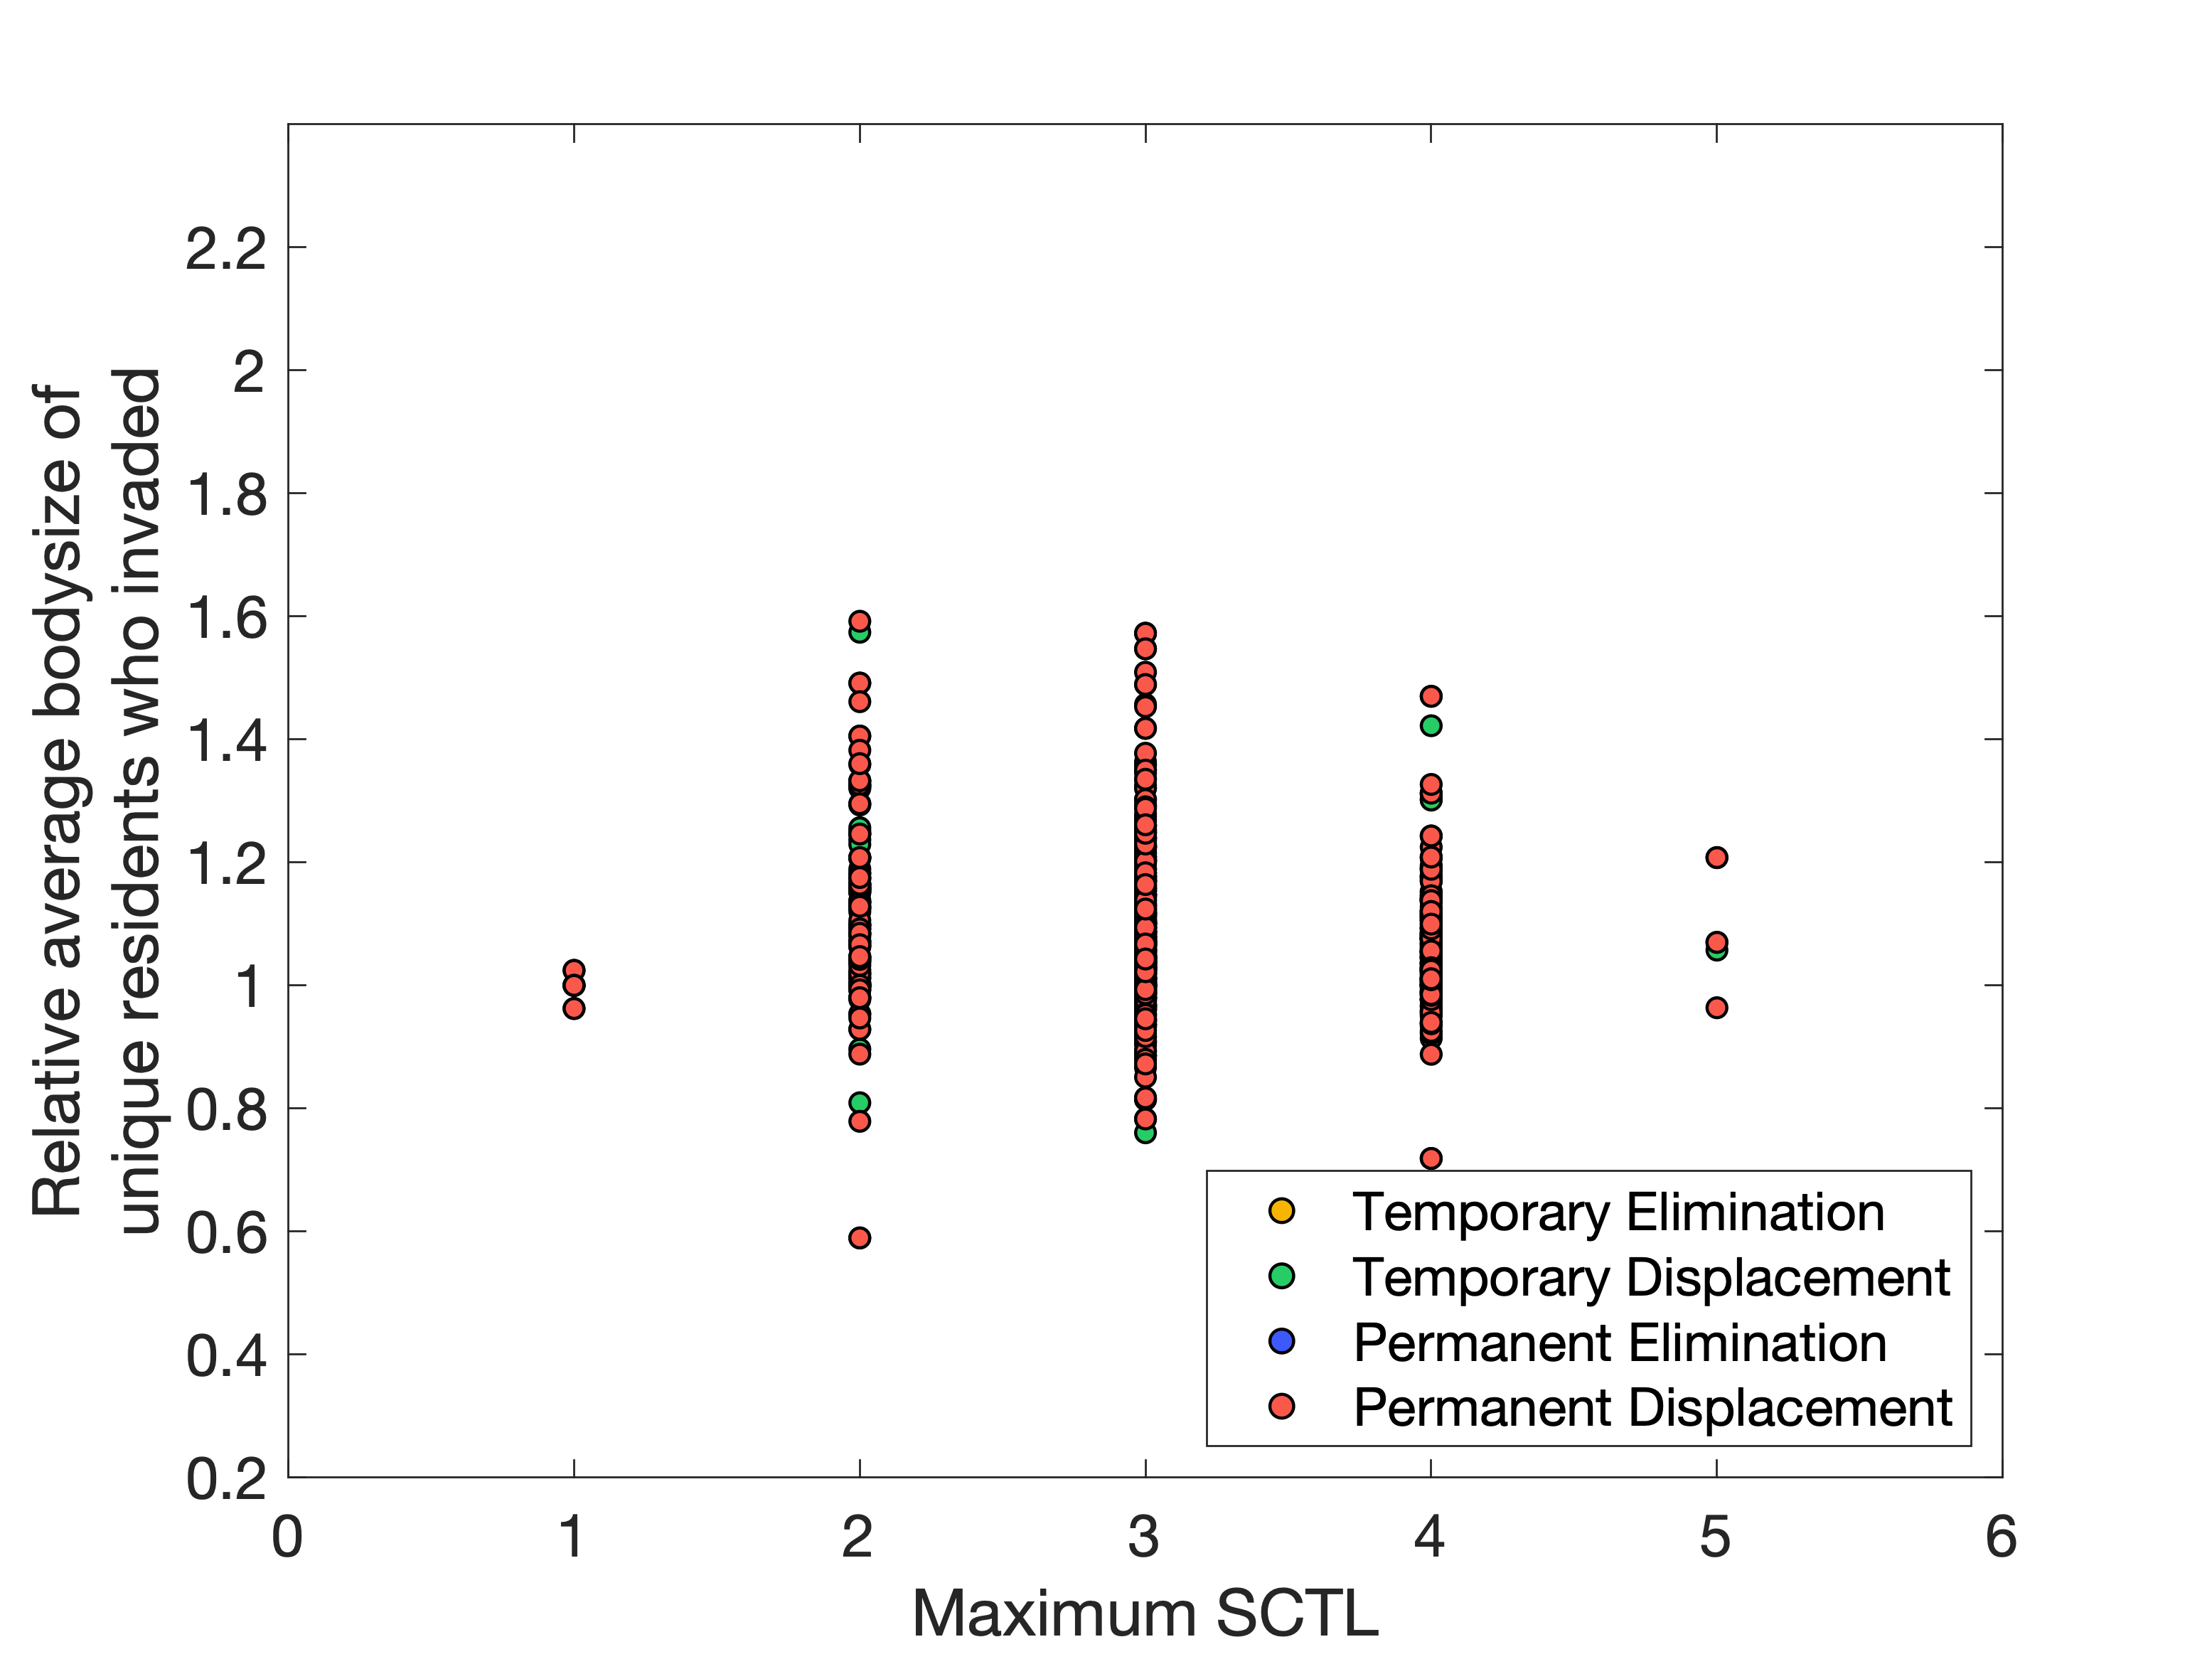 Relative average bodysize of
unique residents who invaded
2.2
2
1.8
1.6
1.4
1.2
1
0.8
0.6
0.4
0.2
0 1 2 3 4 5 6
Maximum SCTL
Temporary Elimination
Temporary Displacement
Permanent Elimination
Permanent Displacement